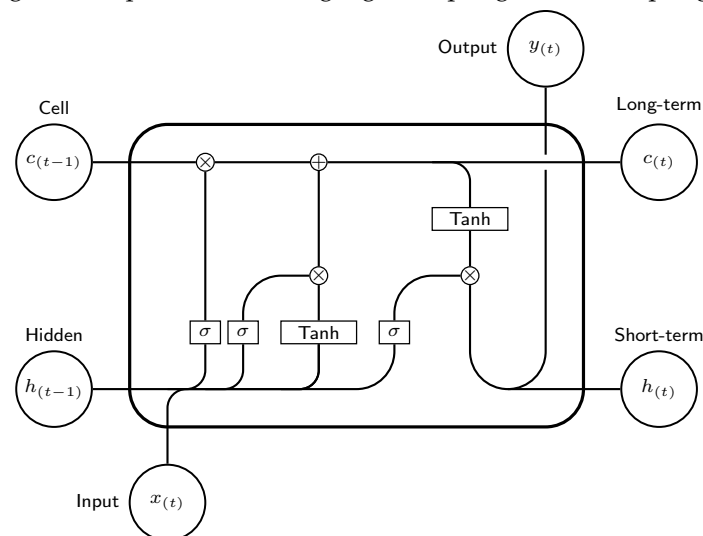 Output
y(t)
Cell
Long-term
c(t−1)
× +
c(t)
Tanh
× ×
σ σ Tanh σ
Hidden
Short-term
h(t−1)
h(t)
Input
x(t)